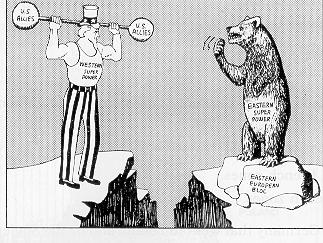 U.S.
ALLIES
U.S.
ALLIES
WESTERN
SUPER
POWER
EASTERN
SUPER
POWER
EASTERN
EUROPEAN
BLOC